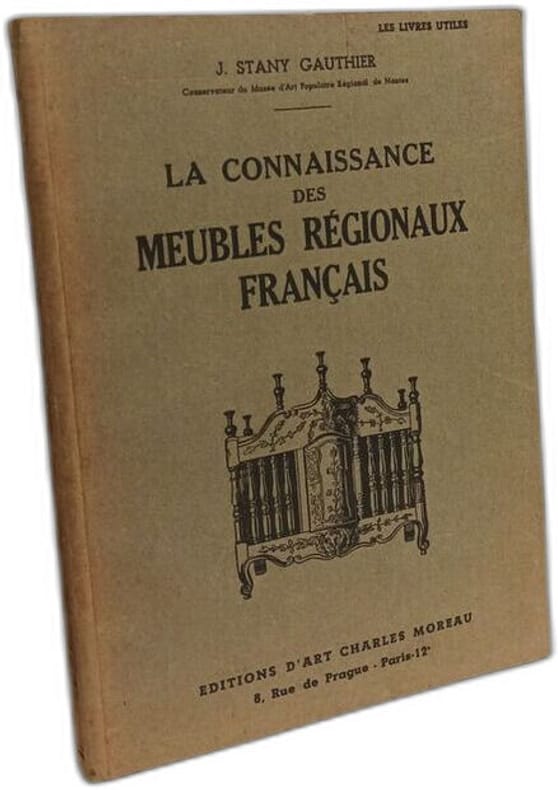 LES LIVRES UTILES
J. STANY GAUTHIER
Conservateur du Musée d'Art Populaire Régional de Nantes
LA CONNAISSANCE
DES
MEUBLES RÉGIONAUX
FRANÇAIS
EDITIONS D'ART CHARLES MOREAU
8, Rue de Prague - Paris-12e